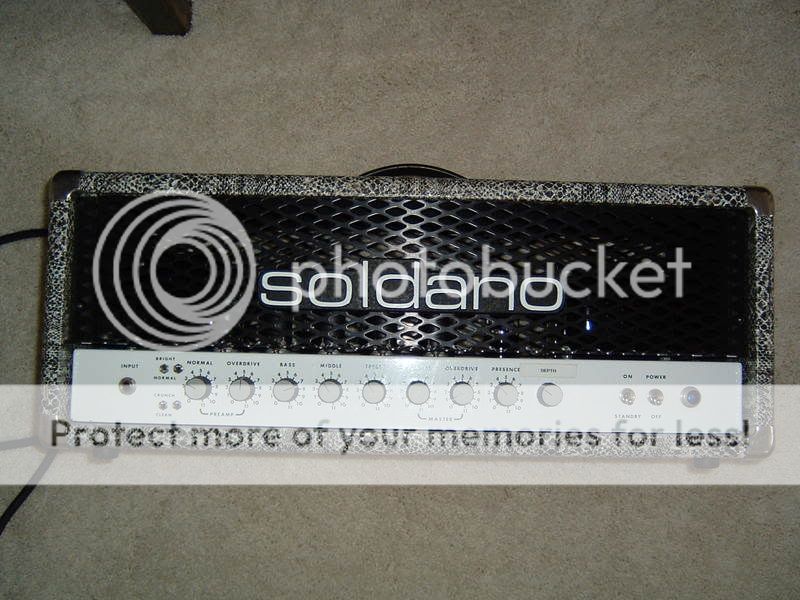 photobucket
soldano
BRIGHT NORMAL OVERDRIVE BASS MIDDLE OVERDRIVE PRESENCE DEPTH ON POWER
INPUT
NORMAL
CRUNCH
CLEAN PREAMP MASTER STANDBY OFF
Protect more of your memories for less!